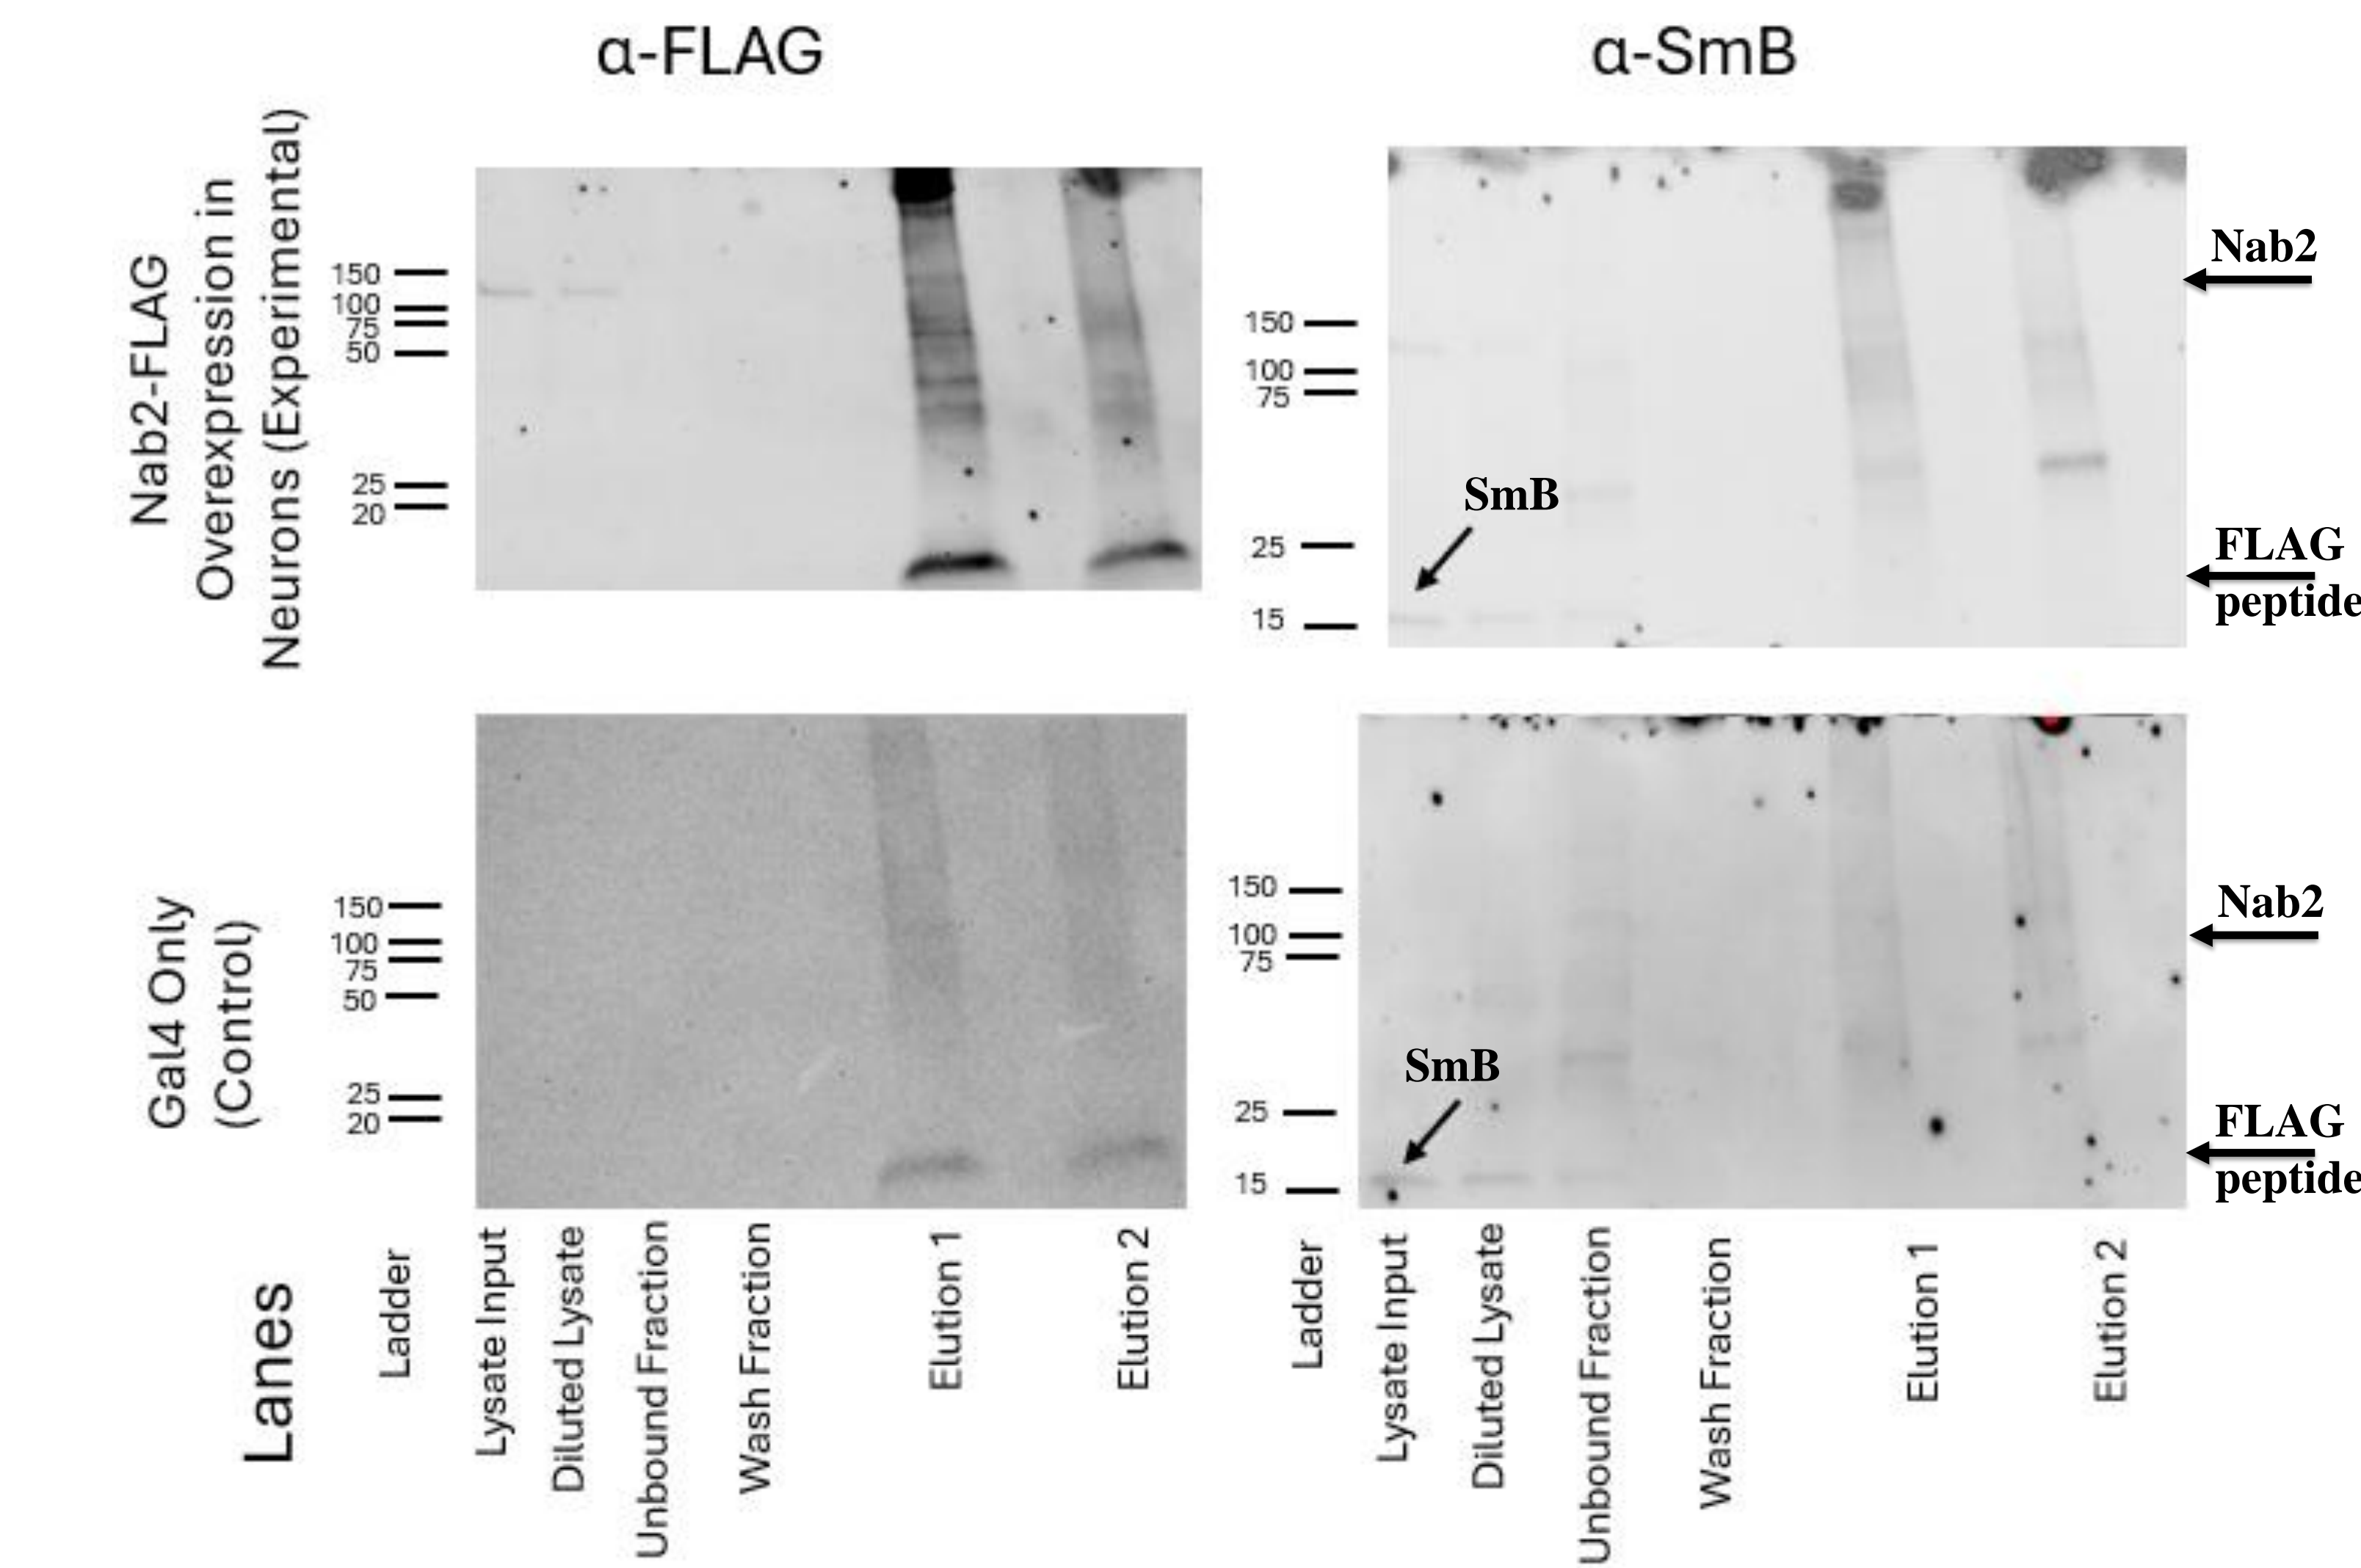 α-FLAG
α-SmB
Nab2-FLAG
Overexpression in
Neurons (Experimental)
150
100
75
50
25
20
150
100
75
25
15
SmB
Nab2
FLAG
peptide
Gal4 Only
(Control)
150
100
75
50
25
20
150
100
75
25
15
SmB
Nab2
FLAG
peptide
Lanes
Ladder
Lysate Input
Diluted Lysate
Unbound Fraction
Wash Fraction
Elution 1
Elution 2
Ladder
Lysate Input
Diluted Lysate
Unbound Fraction
Wash Fraction
Elution 1
Elution 2